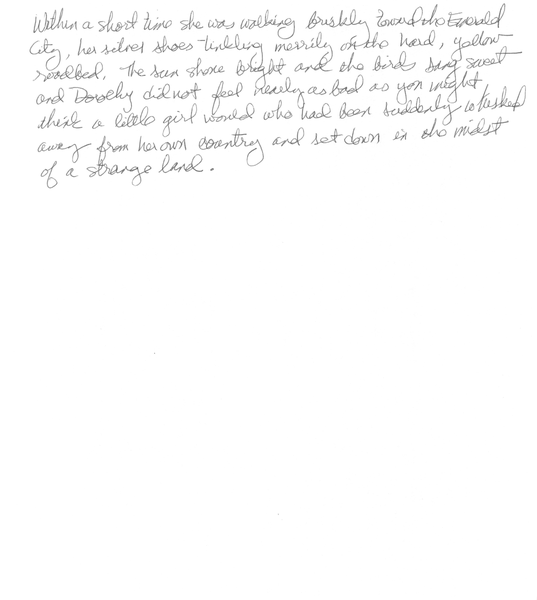 Within a short time she was walking briskly toward the Emerald
City, her silver shoes tinkling merrily on the hard, yellow
roadbed. The sun shone bright and the birds sang sweet
and Dorothy did not feel nearly as bad as you might
think a little girl would who had been suddenly whisked
away from her own country and set down in the midst
of a strange land.